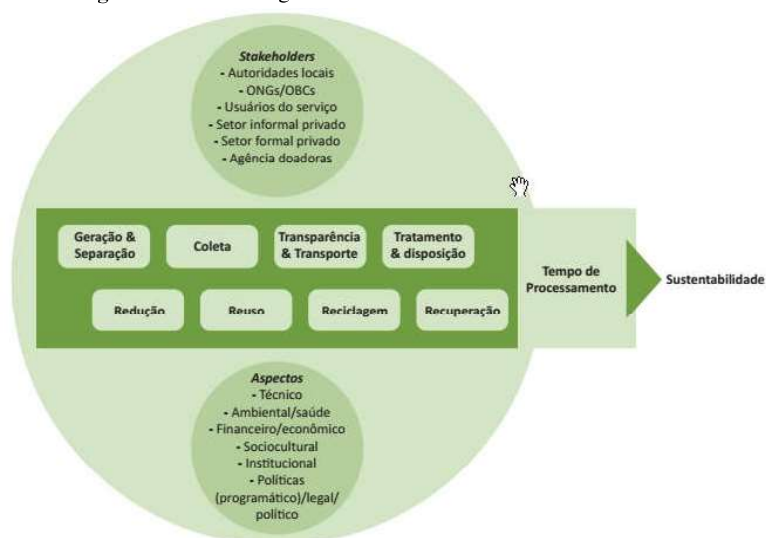 Stakeholders
- Autoridades locais
- ONGs/OBCs
- Usuários do serviço
- Setor informal privado
- Setor formal privado
- Agência doadoras
Geração &
Separação
Coleta
Transparência
& Transporte
Tratamento
& disposição
Redução
Reuso
Reciclagem
Recuperação
Tempo de
Processamento
Sustentabilidade
Aspectos
- Técnico
- Ambiental/saúde
- Financeiro/econômico
- Sociocultural
- Institucional
- Políticas
(programático)/legal/
político